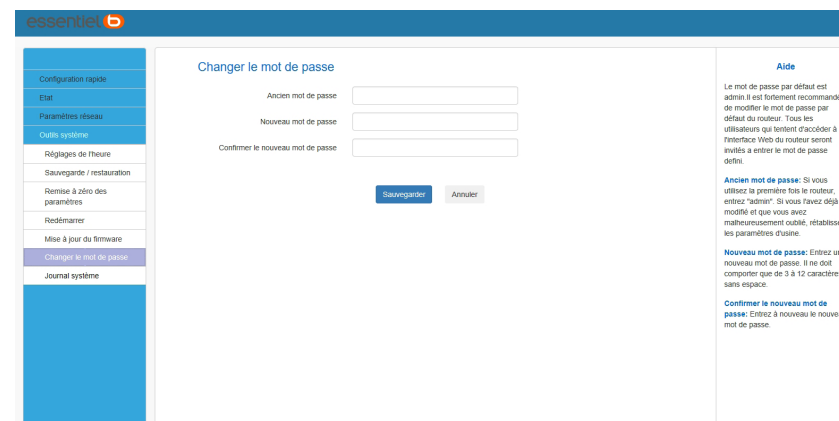 essentiel b
Configuration rapide
Etat
Paramètres réseau
Outils système
Réglages de l'heure
Sauvegarde / restauration
Remise à zéro des
paramètres
Redémarrer
Mise à jour du firmware
Changer le mot de passe
Journal système
Changer le mot de passe
Ancien mot de passe
Nouveau mot de passe
Confirmer le nouveau mot de passe
Sauvegarder
Annuler
Aide
Le mot de passe par défaut est
admin.Il est fortement recommandé
de modifier le mot de passe par
défaut du routeur. Tous les
utilisateurs qui tentent d'accéder à
l'interface Web du routeur seront
invités a entrer le mot de passe
defini.
Ancien mot de passe: Si vous
utilisez la première fois le routeur,
entrez "admin". Si vous l'avez déjà
modifié et que vous avez
malheureusement oublié, rétablisse
les paramètres d'usine.
Nouveau mot de passe: Entrez un
nouveau mot de passe. Il ne doit
comporter que de 3 à 12 caractères
sans espace.
Confirmer le nouveau mot de
passe: Entrez à nouveau le nouvea
mot de passe.